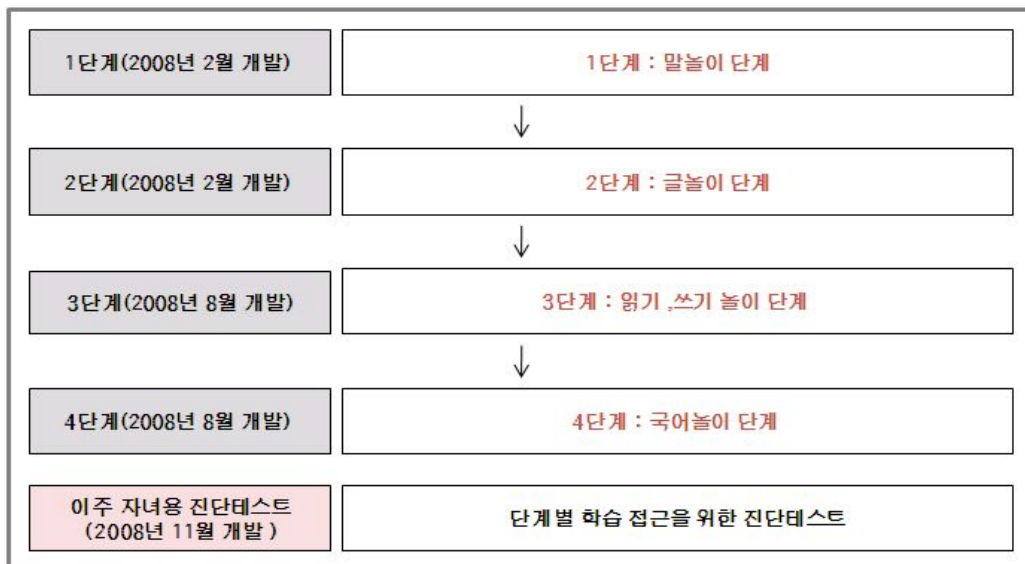 1단계(2008년 2월 개발)
1단계 : 말놀이 단계
2단계(2008년 2월 개발)
2단계 : 글놀이 단계
3단계(2008년 8월 개발)
3단계 : 읽기 ,쓰기 놀이 단계
4단계(2008년 8월 개발)
4단계 : 국어놀이 단계
이주 자녀용 진단테스트
(2008년 11월 개발 )
단계별 학습 접근을 위한 진단테스트